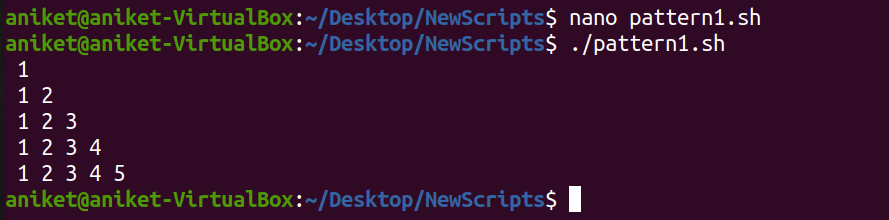 aniket@aniket-VirtualBox:~/Desktop/NewScripts$ nano pattern1.sh
aniket@aniket-VirtualBox:~/Desktop/NewScripts$ ./pattern1.sh
1
1 2
1 2 3
1 2 3 4
1 2 3 4 5
aniket@aniket-VirtualBox:~/Desktop/NewScripts$